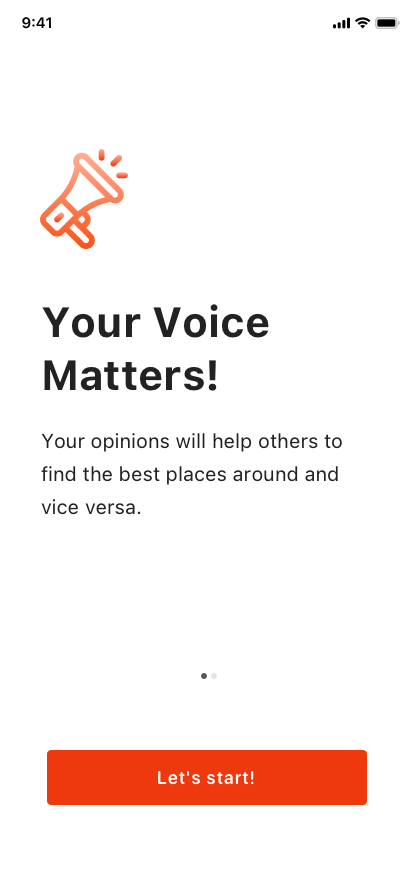 9:41
Your Voice
Matters!
Your opinions will help others to
find the best places around and
vice versa.
Let's start!